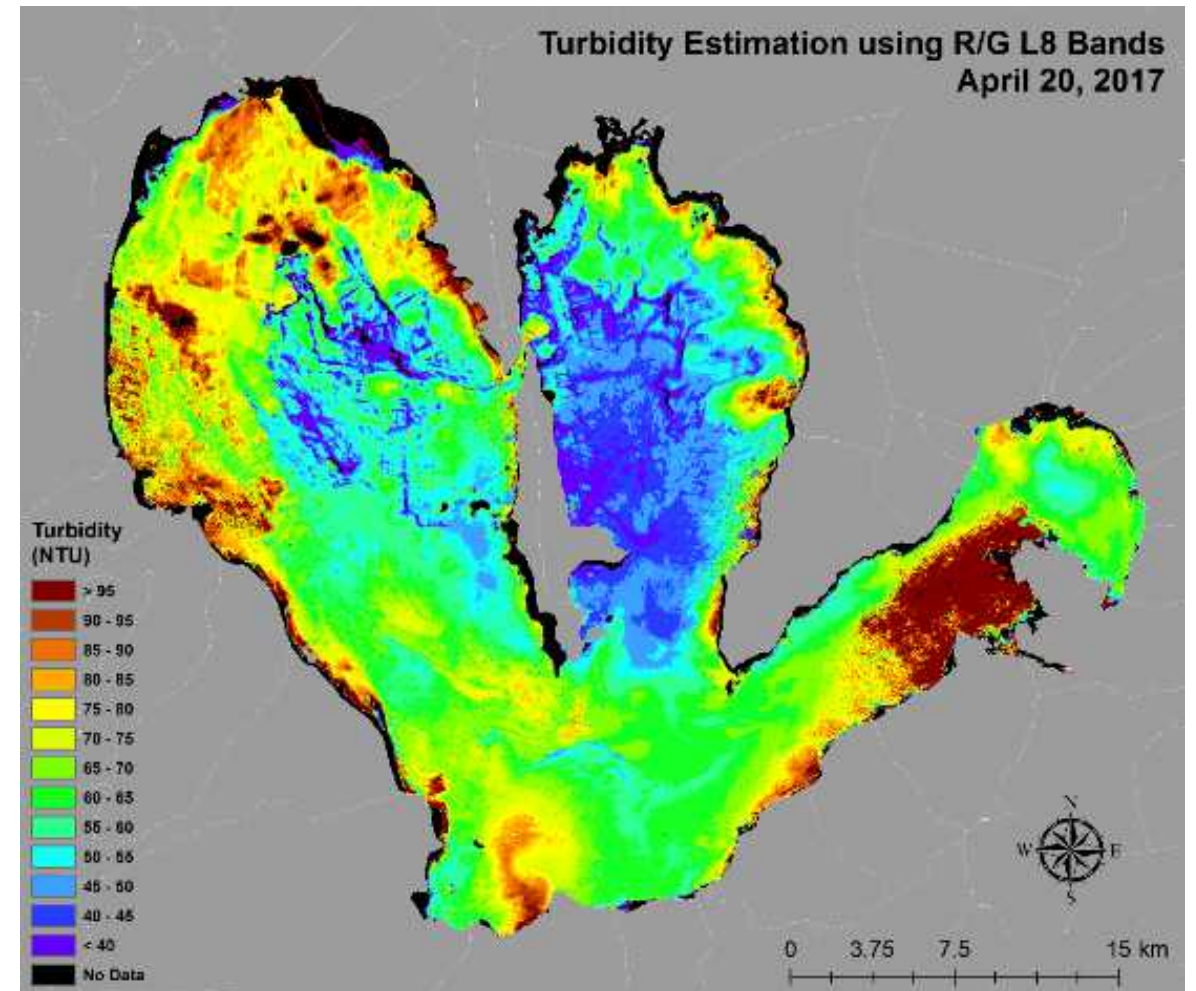 Turbidity Estimation using R/G L8 Bands
April 20, 2017
Turbidity
(NTU)
> 95
90 - 95
85 - 90
80 - 85
75 - 80
70 - 75
65 - 70
60 - 65
55 - 60
50 - 55
45 - 50
40 - 45
< 40
No Data
N
W E
S
0 3.75 7.5 15 km